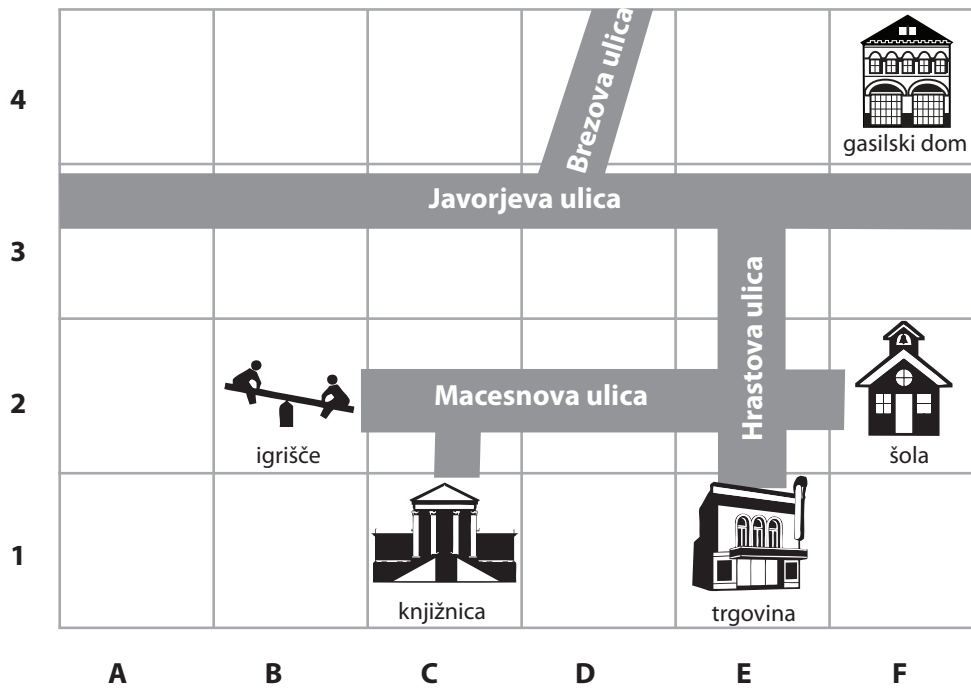 4
Brezova ulica
gasilski dom
Javorjeva ulica
3
Hrastova ulica
2
Macesnova ulica
igrišče
šola
1
knjižnica
trgovina
A B C D E F